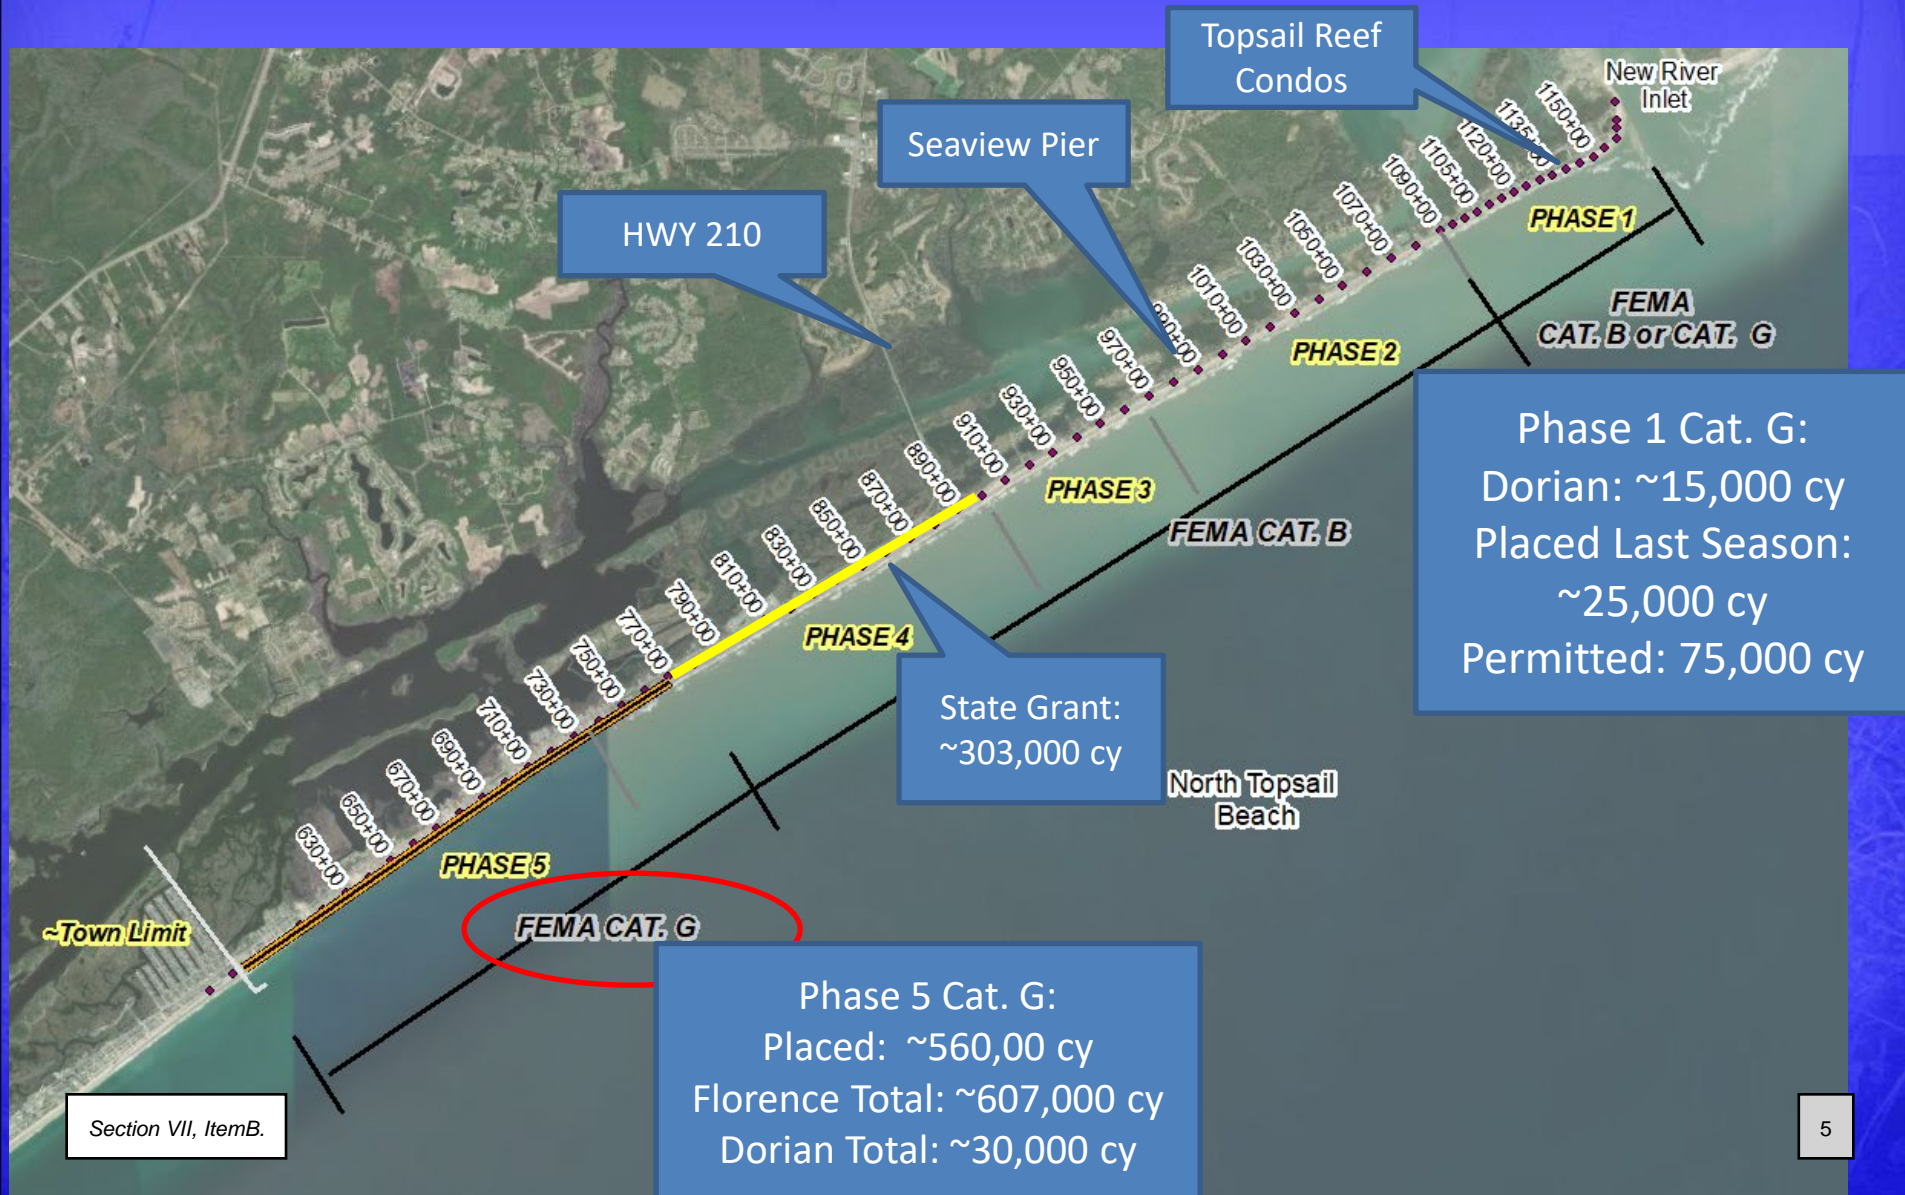 Topsail Reef
Condos
New River
Inlet
Seaview Pier
HWY 210
1150+00
1135+00
1120+00
1105+00
1090+00
1070+00
1050+00
1030+00
1010+00
990+00
970+00
950+00
930+00
910+00
890+00
870+00
850+00
830+00
810+00
790+00
770+00
750+00
730+00
710+00
690+00
670+00
650+00
630+00
PHASE 1
FEMA
CAT. B or CAT. G
PHASE 2
Phase 1 Cat. G:
Dorian: ~15,000 cy
Placed Last Season:
~25,000 cy
Permitted: 75,000 cy
PHASE 3
FEMA CAT. B
PHASE 4
State Grant:
~303,000 cy
North Topsail
Beach
PHASE 5
~Town Limit
FEMA CAT. G
Phase 5 Cat. G:
Placed: ~560,00 cy
Florence Total: ~607,000 cy
Dorian Total: ~30,000 cy
Section VII, ItemB.
5